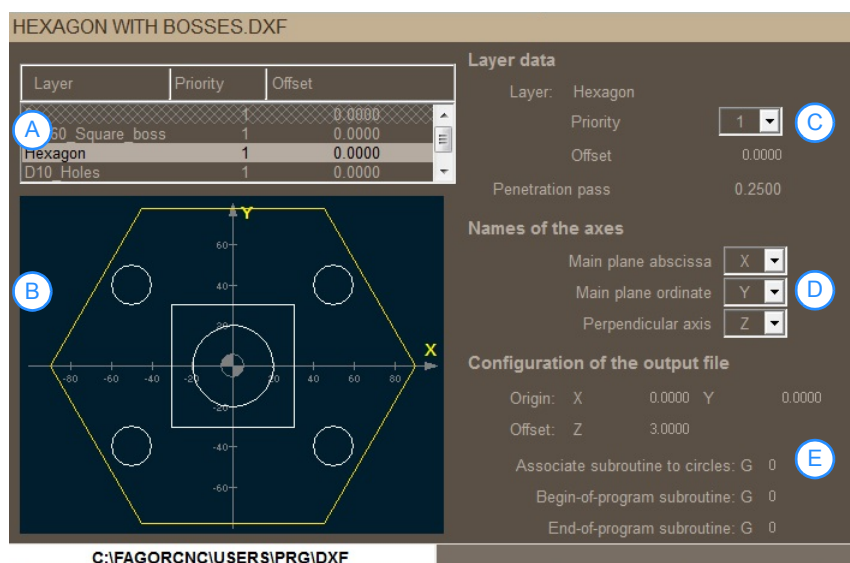 HEXAGON WITH BOSSES.DXF
Layer Priority Offset
1 0.0000
60_Square_boss 1 0.0000
Hexagon 1 0.0000
D10_Holes 1 0.0000
A
B
Y
X
60
40
20
-80 -60 -40 -20 40 60 80
-20
-40
-60
C:\FAGORCNC\USERS\PRG\DXF
Layer data
Layer: Hexagon
Priority 1
C
Offset 0.0000
Penetration pass 0.2500
Names of the axes
Main plane abscissa X
Main plane ordinate Y
D
Perpendicular axis Z
Configuration of the output file
Origin: X 0.0000 Y 0.0000
Offset: Z 3.0000
Associate subroutine to circles: G 0
E
Begin-of-program subroutine: G 0
End-of-program subroutine: G 0